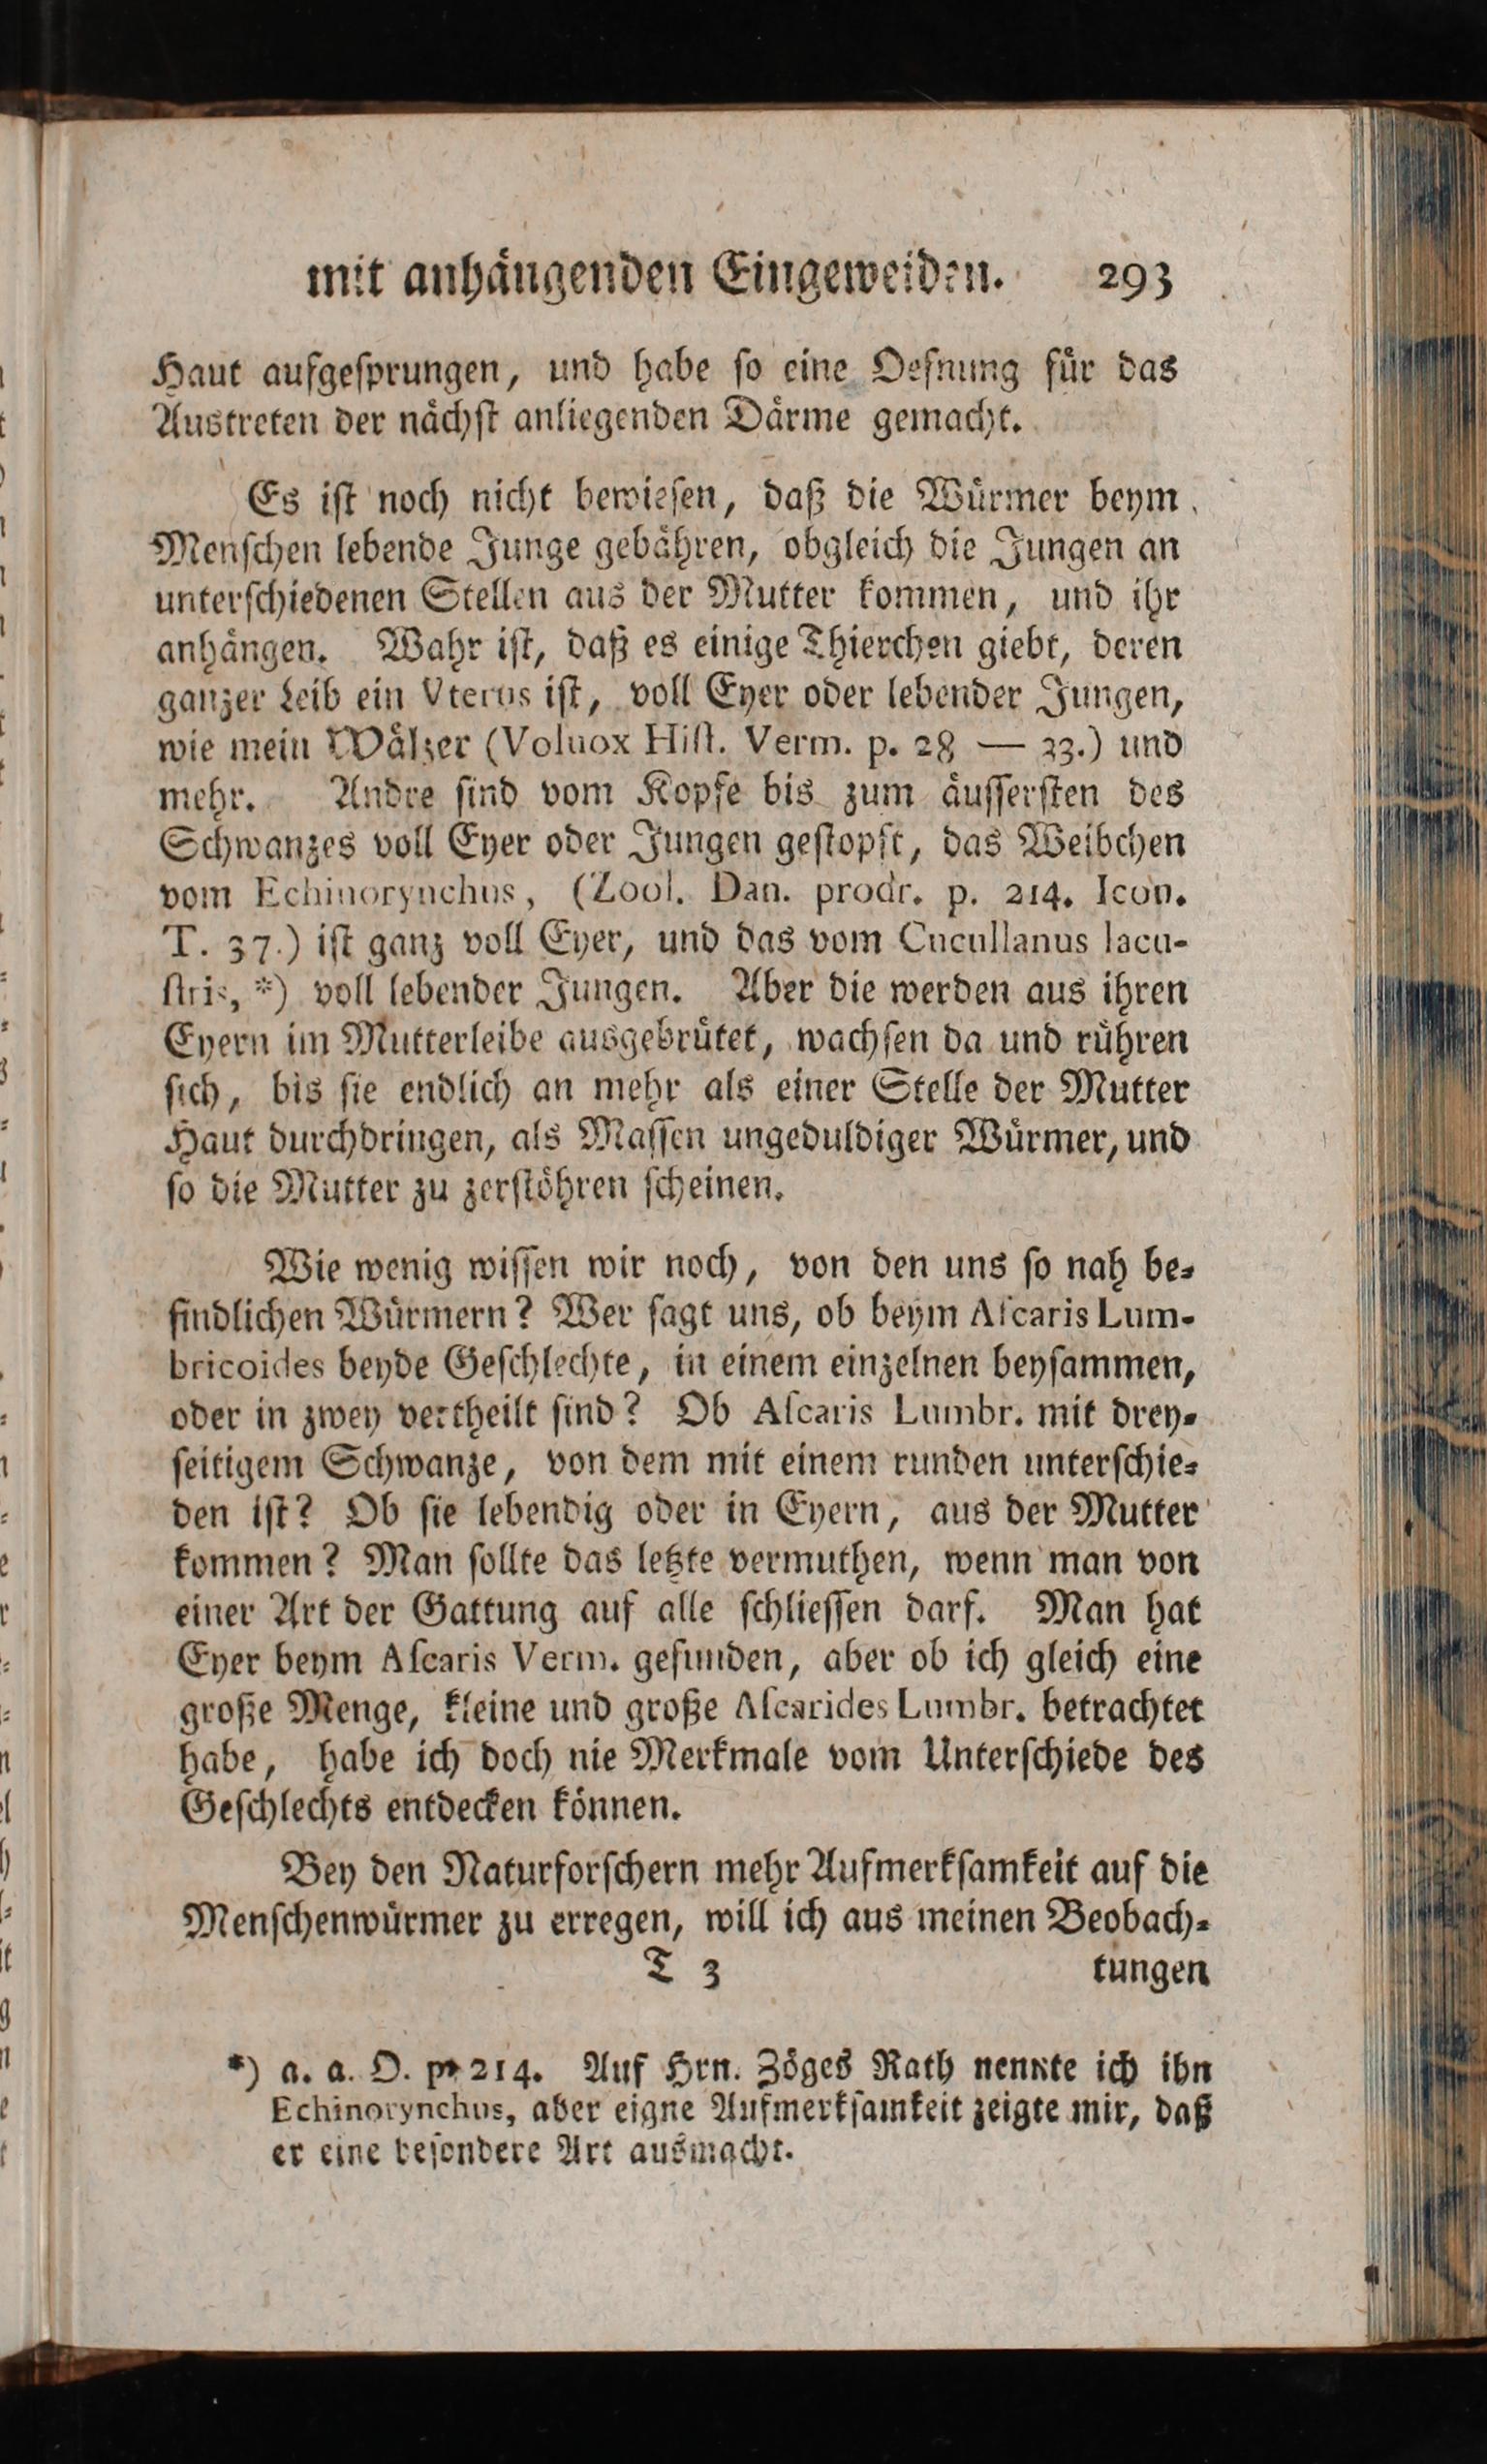 mit anhängenden Eingeweiden. 293
Haut aufgeſprungen, und habe ſo eine Oefnung für das
Austreten der nächſt anliegenden Därme gemacht.
Es iſt noch nicht bewieſen, daß die Würmer beym
Menſchen lebende Junge gebähren, obgleich die Jungen an
unterſchiedenen Stellen aus der Mutter kommen, und ihr
anhängen. Wahr iſt, daß es einige Thierchen giebt, deren
ganzer Leib ein Vterus iſt, voll Eyer oder lebender Jungen,
wie mein Wälzer (Voluox Hiſt. Verm. p. 28 — 33.) und
mehr. Andre ſind vom Kopfe bis zum äuſſerſten des
Schwanzes voll Eyer oder Jungen geſtopft, das Weibchen
vom Echinorynchus, (Zool. Dan. prodr. p. 214. Icon.
T. 37.) iſt ganz voll Eyer, und das vom Cucullanus lacu-
ſtris, *) voll lebender Jungen. Aber die werden aus ihren
Eyern im Mutterleibe ausgebrütet, wachſen da und rühren
ſich, bis ſie endlich an mehr als einer Stelle der Mutter
Haut durchdringen, als Maſſen ungeduldiger Würmer, und
ſo die Mutter zu zerſtöhren ſcheinen.
Wie wenig wiſſen wir noch, von den uns ſo nah be-
findlichen Würmern? Wer ſagt uns, ob beym Aſcaris Lum-
bricoides beyde Geſchlechte, in einem einzelnen beyſammen,
oder in zwey vertheilt ſind? Ob Aſcaris Lumbr. mit drey-
ſeitigem Schwanze, von dem mit einem runden unterſchie-
den iſt? Ob ſie lebendig oder in Eyern, aus der Mutter
kommen? Man ſollte das letzte vermuthen, wenn man von
einer Art der Gattung auf alle ſchlieſſen darf. Man hat
Eyer beym Aſcaris Verm. gefunden, aber ob ich gleich eine
große Menge, kleine und große Aſcarides Lumbr. betrachtet
habe, habe ich doch nie Merkmale vom Unterſchiede des
Geſchlechts entdecken können.
Bey den Naturforſchern mehr Aufmerkſamkeit auf die
Menſchenwürmer zu erregen, will ich aus meinen Beobach-
T 3 tungen
*) a. a. O. p. 214. Auf Hrn. Zöges Rath nennte ich ihn
Echinorynchus, aber eigne Aufmerkſamkeit zeigte mir, daß
er eine beſondere Art ausmacht.